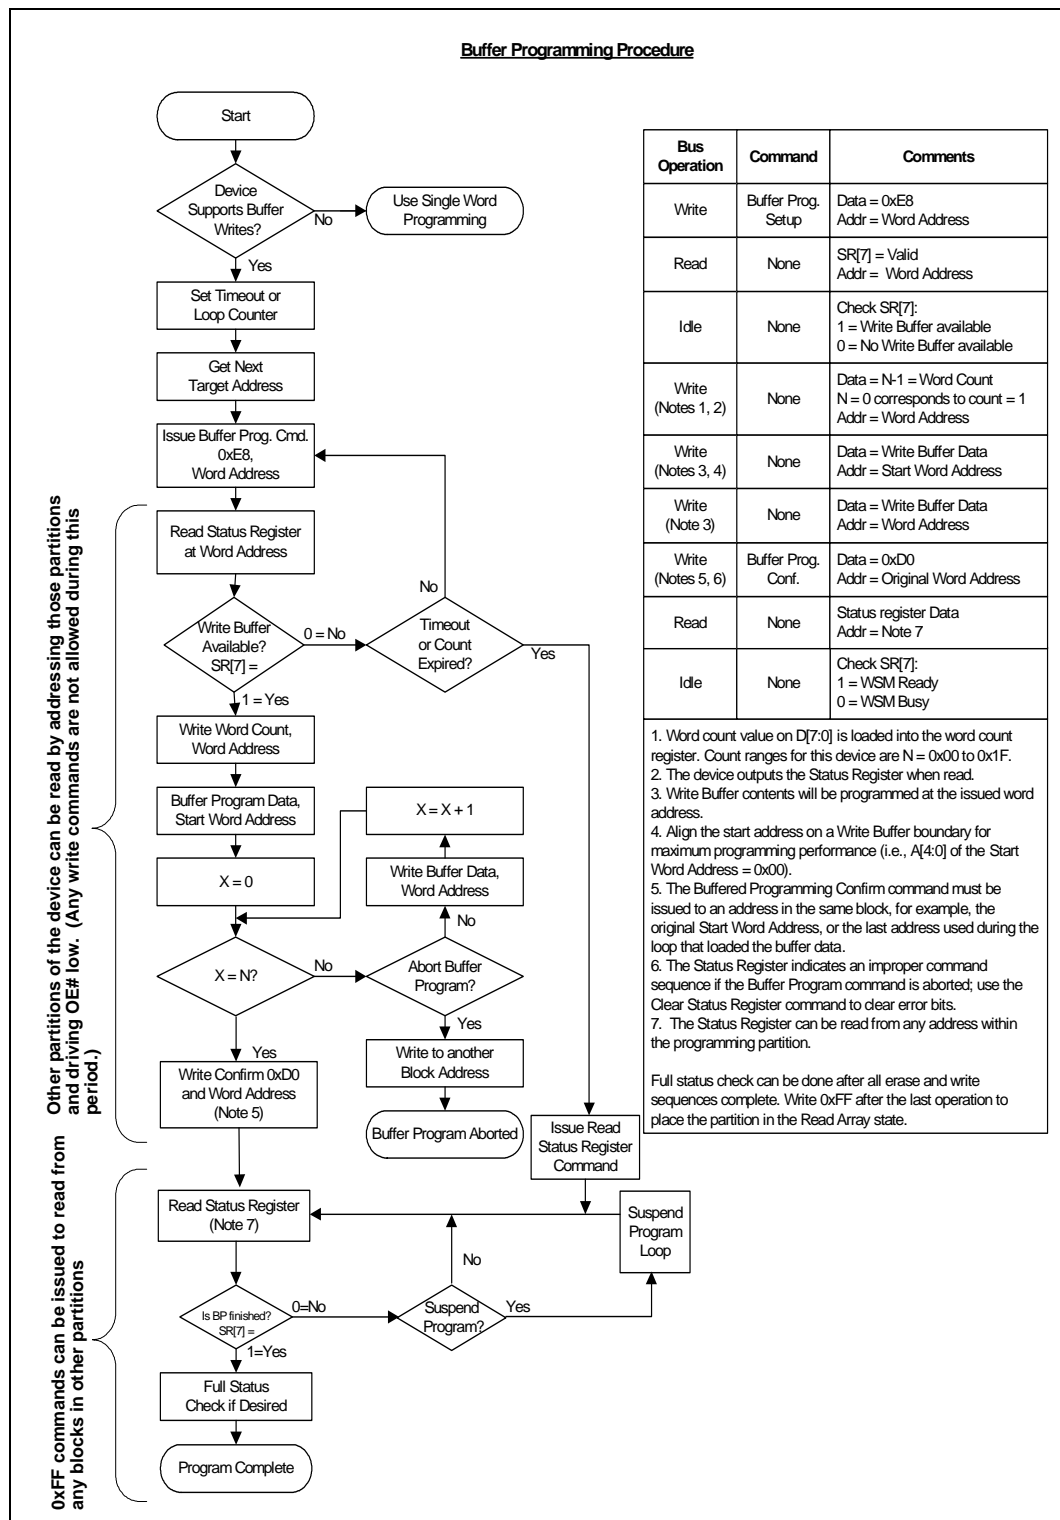 Buffer Programming Procedure
Start
Device
Supports Buffer
Writes?
No
Use Single Word
Programming
Yes
Set Timeout or
Loop Counter
Get Next
Target Address
Issue Buffer Prog. Cmd.
0xE8,
Word Address
Read Status Register
at Word Address
No
Write Buffer
Available?
SR[7] =
0 = No
Timeout
or Count
Expired?
Yes
1 = Yes
Write Word Count,
Word Address
Buffer Program Data,
Start Word Address
X = X + 1
X = 0
Write Buffer Data,
Word Address
No
X = N?
No
Abort Buffer
Program?
Yes
Yes
Write Confirm 0xD0
and Word Address
(Note 5)
Write to another
Block Address
Buffer Program Aborted
Issue Read
Status Register
Command
Read Status Register
(Note 7)
Suspend
Program
Loop
No
Is BP finished?
SR[7] =
0=No
Suspend
Program?
Yes
1=Yes
Full Status
Check if Desired
Program Complete
Other partitions of the device can be read by addressing those partitions
and driving OE# low. (Any write commands are not allowed during this
period.)
0xFF commands can be issued to read from
any blocks in other partitions
Bus
Operation
Command
Comments
Write
Buffer Prog.
Setup
Data = 0xE8
Addr = Word Address
Read
None
SR[7] = Valid
Addr = Word Address
Idle
None
Check SR[7]:
1 = Write Buffer available
0 = No Write Buffer available
Write
(Notes 1, 2)
None
Data = N-1 = Word Count
N = 0 corresponds to count = 1
Addr = Word Address
Write
(Notes 3, 4)
None
Data = Write Buffer Data
Addr = Start Word Address
Write
(Note 3)
None
Data = Write Buffer Data
Addr = Word Address
Write
(Notes 5, 6)
Buffer Prog.
Conf.
Data = 0xD0
Addr = Original Word Address
Read
None
Status register Data
Addr = Note 7
Idle
None
Check SR[7]:
1 = WSM Ready
0 = WSM Busy
1. Word count value on D[7:0] is loaded into the word count
register. Count ranges for this device are N = 0x00 to 0x1F.
2. The device outputs the Status Register when read.
3. Write Buffer contents will be programmed at the issued word
address.
4. Align the start address on a Write Buffer boundary for
maximum programming performance (i.e., A[4:0] of the Start
Word Address = 0x00).
5. The Buffered Programming Confirm command must be
issued to an address in the same block, for example, the
original Start Word Address, or the last address used during the
loop that loaded the buffer data.
6. The Status Register indicates an improper command
sequence if the Buffer Program command is aborted; use the
Clear Status Register command to clear error bits.
7. The Status Register can be read from any address within
the programming partition.
Full status check can be done after all erase and write
sequences complete. Write 0xFF after the last operation to
place the partition in the Read Array state.